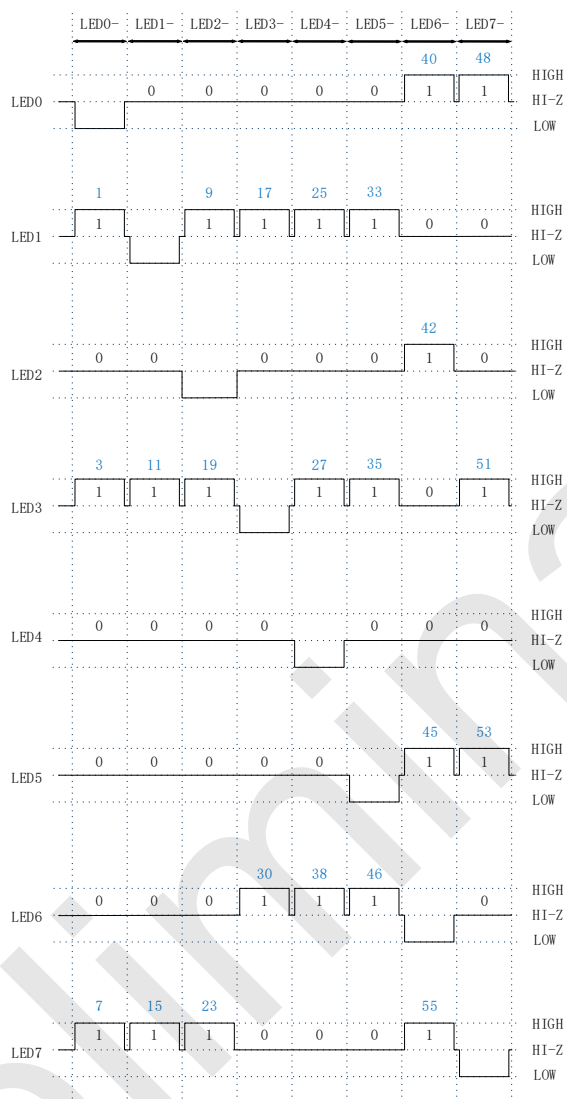 LED0- LED1- LED2- LED3- LED4- LED5- LED6- LED7-
40 48
HIGH
LED0 0 0 0 0 0 1 1 HI-Z
LOW
1 9 17 25 33
HIGH
LED1 1 1 1 1 1 0 0 HI-Z
LOW
42
HIGH
LED2 0 0 0 0 0 1 0 HI-Z
LOW
3 11 19 27 35 51
HIGH
LED3 1 1 1 1 1 0 1 HI-Z
LOW
HIGH
LED4 0 0 0 0 0 0 0 HI-Z
LOW
45 53
HIGH
LED5 0 0 0 0 0 1 1 HI-Z
LOW
30 38 46
HIGH
LED6 0 0 0 1 1 1 0 HI-Z
LOW
7 15 23 55
HIGH
LED7 1 1 1 0 0 0 1 HI-Z
LOW